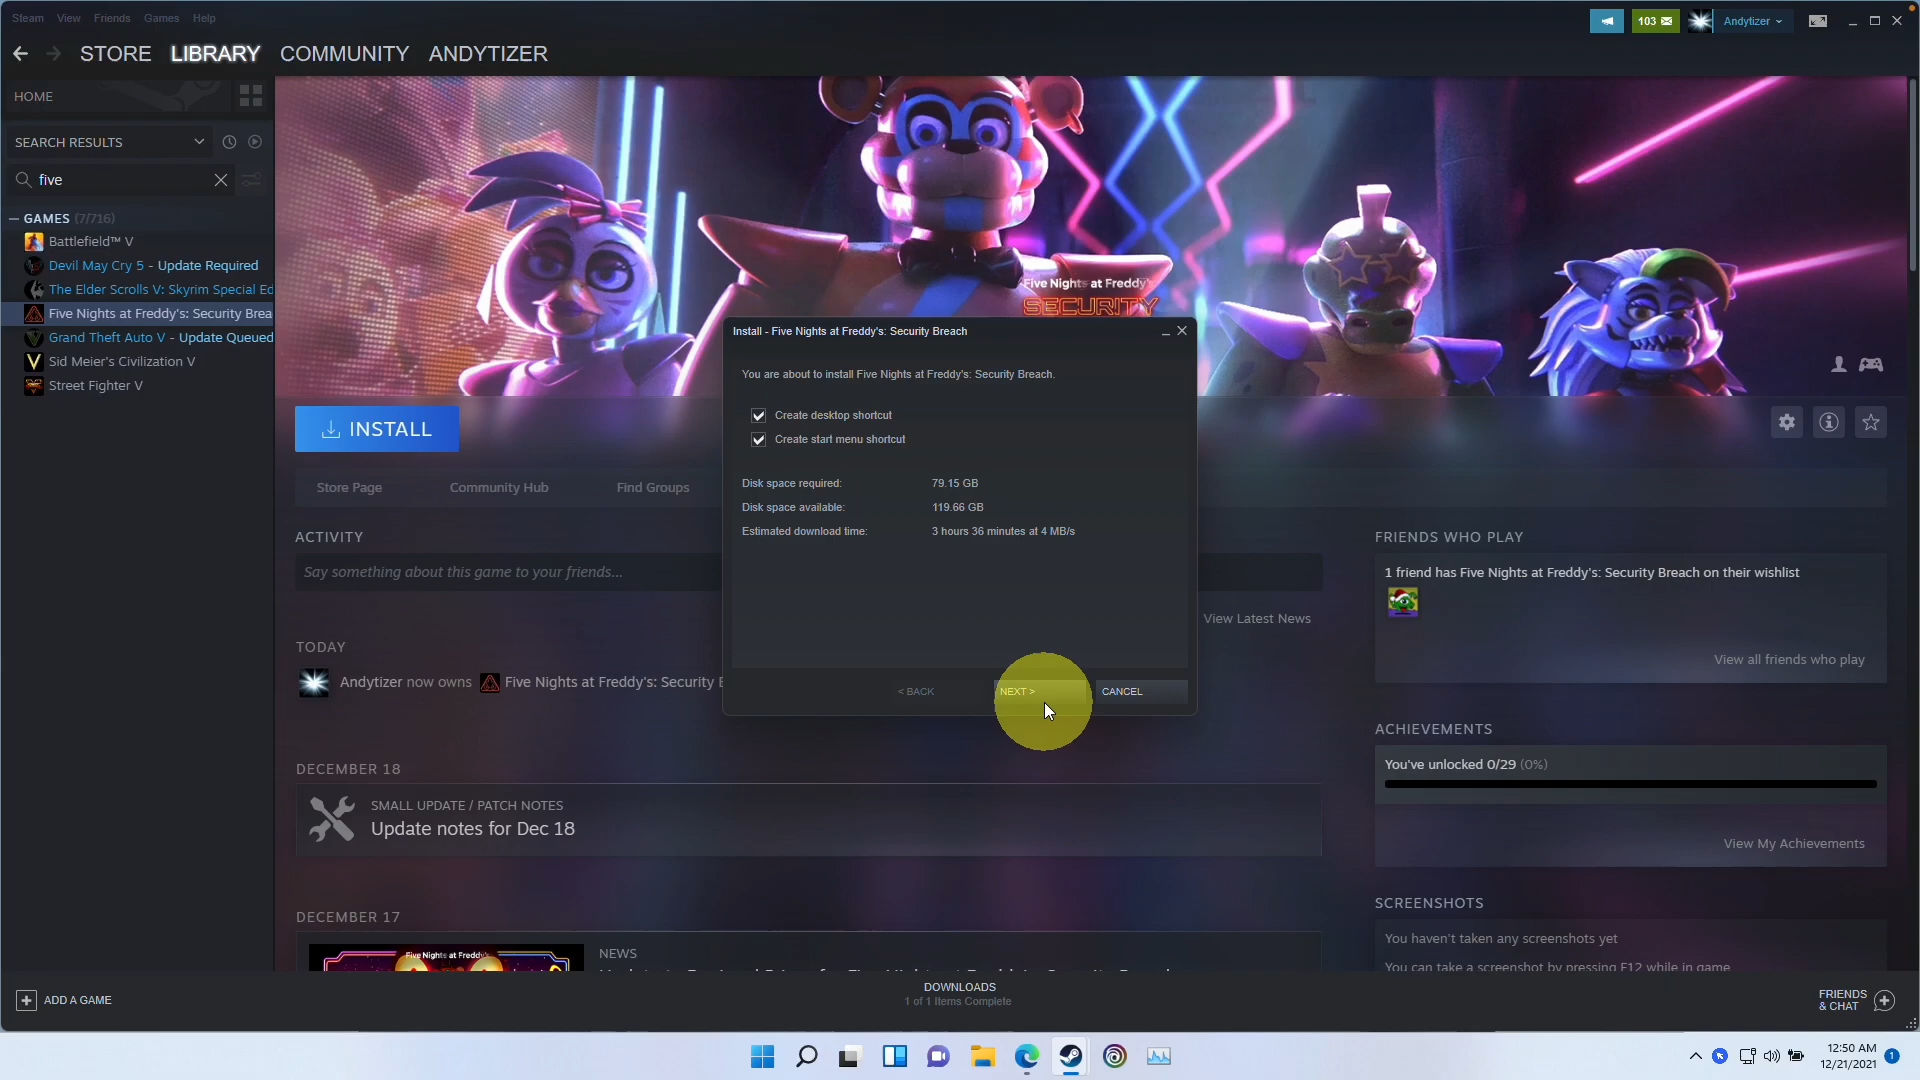 Steam View Friends Games Help
103
Andytizer
STORE LIBRARY COMMUNITY ANDYTIZER
HOME
SEARCH RESULTS
five
GAMES (7/716)
Battlefield™ V
Devil May Cry 5 - Update Required
The Elder Scrolls V: Skyrim Special Ed
Five Nights at Freddy's: Security Brea
Grand Theft Auto V - Update Queued
Sid Meier's Civilization V
Street Fighter V
Five Nights at Freddy's
SECURITY
Install - Five Nights at Freddy's: Security Breach
You are about to install Five Nights at Freddy's: Security Breach.
Create desktop shortcut
Create start menu shortcut
Disk space required: 79.15 GB
Disk space available: 119.66 GB
Estimated download time: 3 hours 36 minutes at 4 MB/s
< BACK NEXT > CANCEL
INSTALL
Store Page Community Hub Find Groups
ACTIVITY
Say something about this game to your friends...
View Latest News
TODAY
Andytizer now owns Five Nights at Freddy's: Security B
DECEMBER 18
SMALL UPDATE / PATCH NOTES
Update notes for Dec 18
DECEMBER 17
Five Nights at Freddy's
NEWS
FRIENDS WHO PLAY
1 friend has Five Nights at Freddy's: Security Breach on their wishlist
View all friends who play
ACHIEVEMENTS
You've unlocked 0/29 (0%)
View My Achievements
SCREENSHOTS
You haven't taken any screenshots yet
You can take a screenshot by pressing F12 while in game
ADD A GAME
DOWNLOADS
1 of 1 Items Complete
FRIENDS
& CHAT
12:50 AM
12/21/2021
1